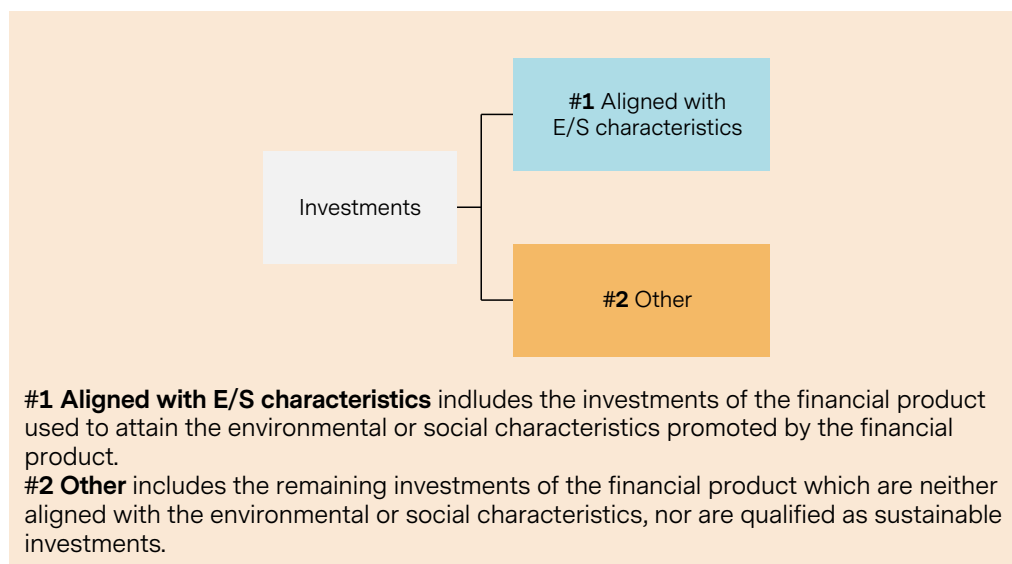 #1 Aligned with
E/S characteristics
Investments
#2 Other
#1 Aligned with E/S characteristics indludes the investments of the financial product
used to attain the environmental or social characteristics promoted by the financial
product.
#2 Other includes the remaining investments of the financial product which are neither
aligned with the environmental or social characteristics, nor are qualified as sustainable
investments.